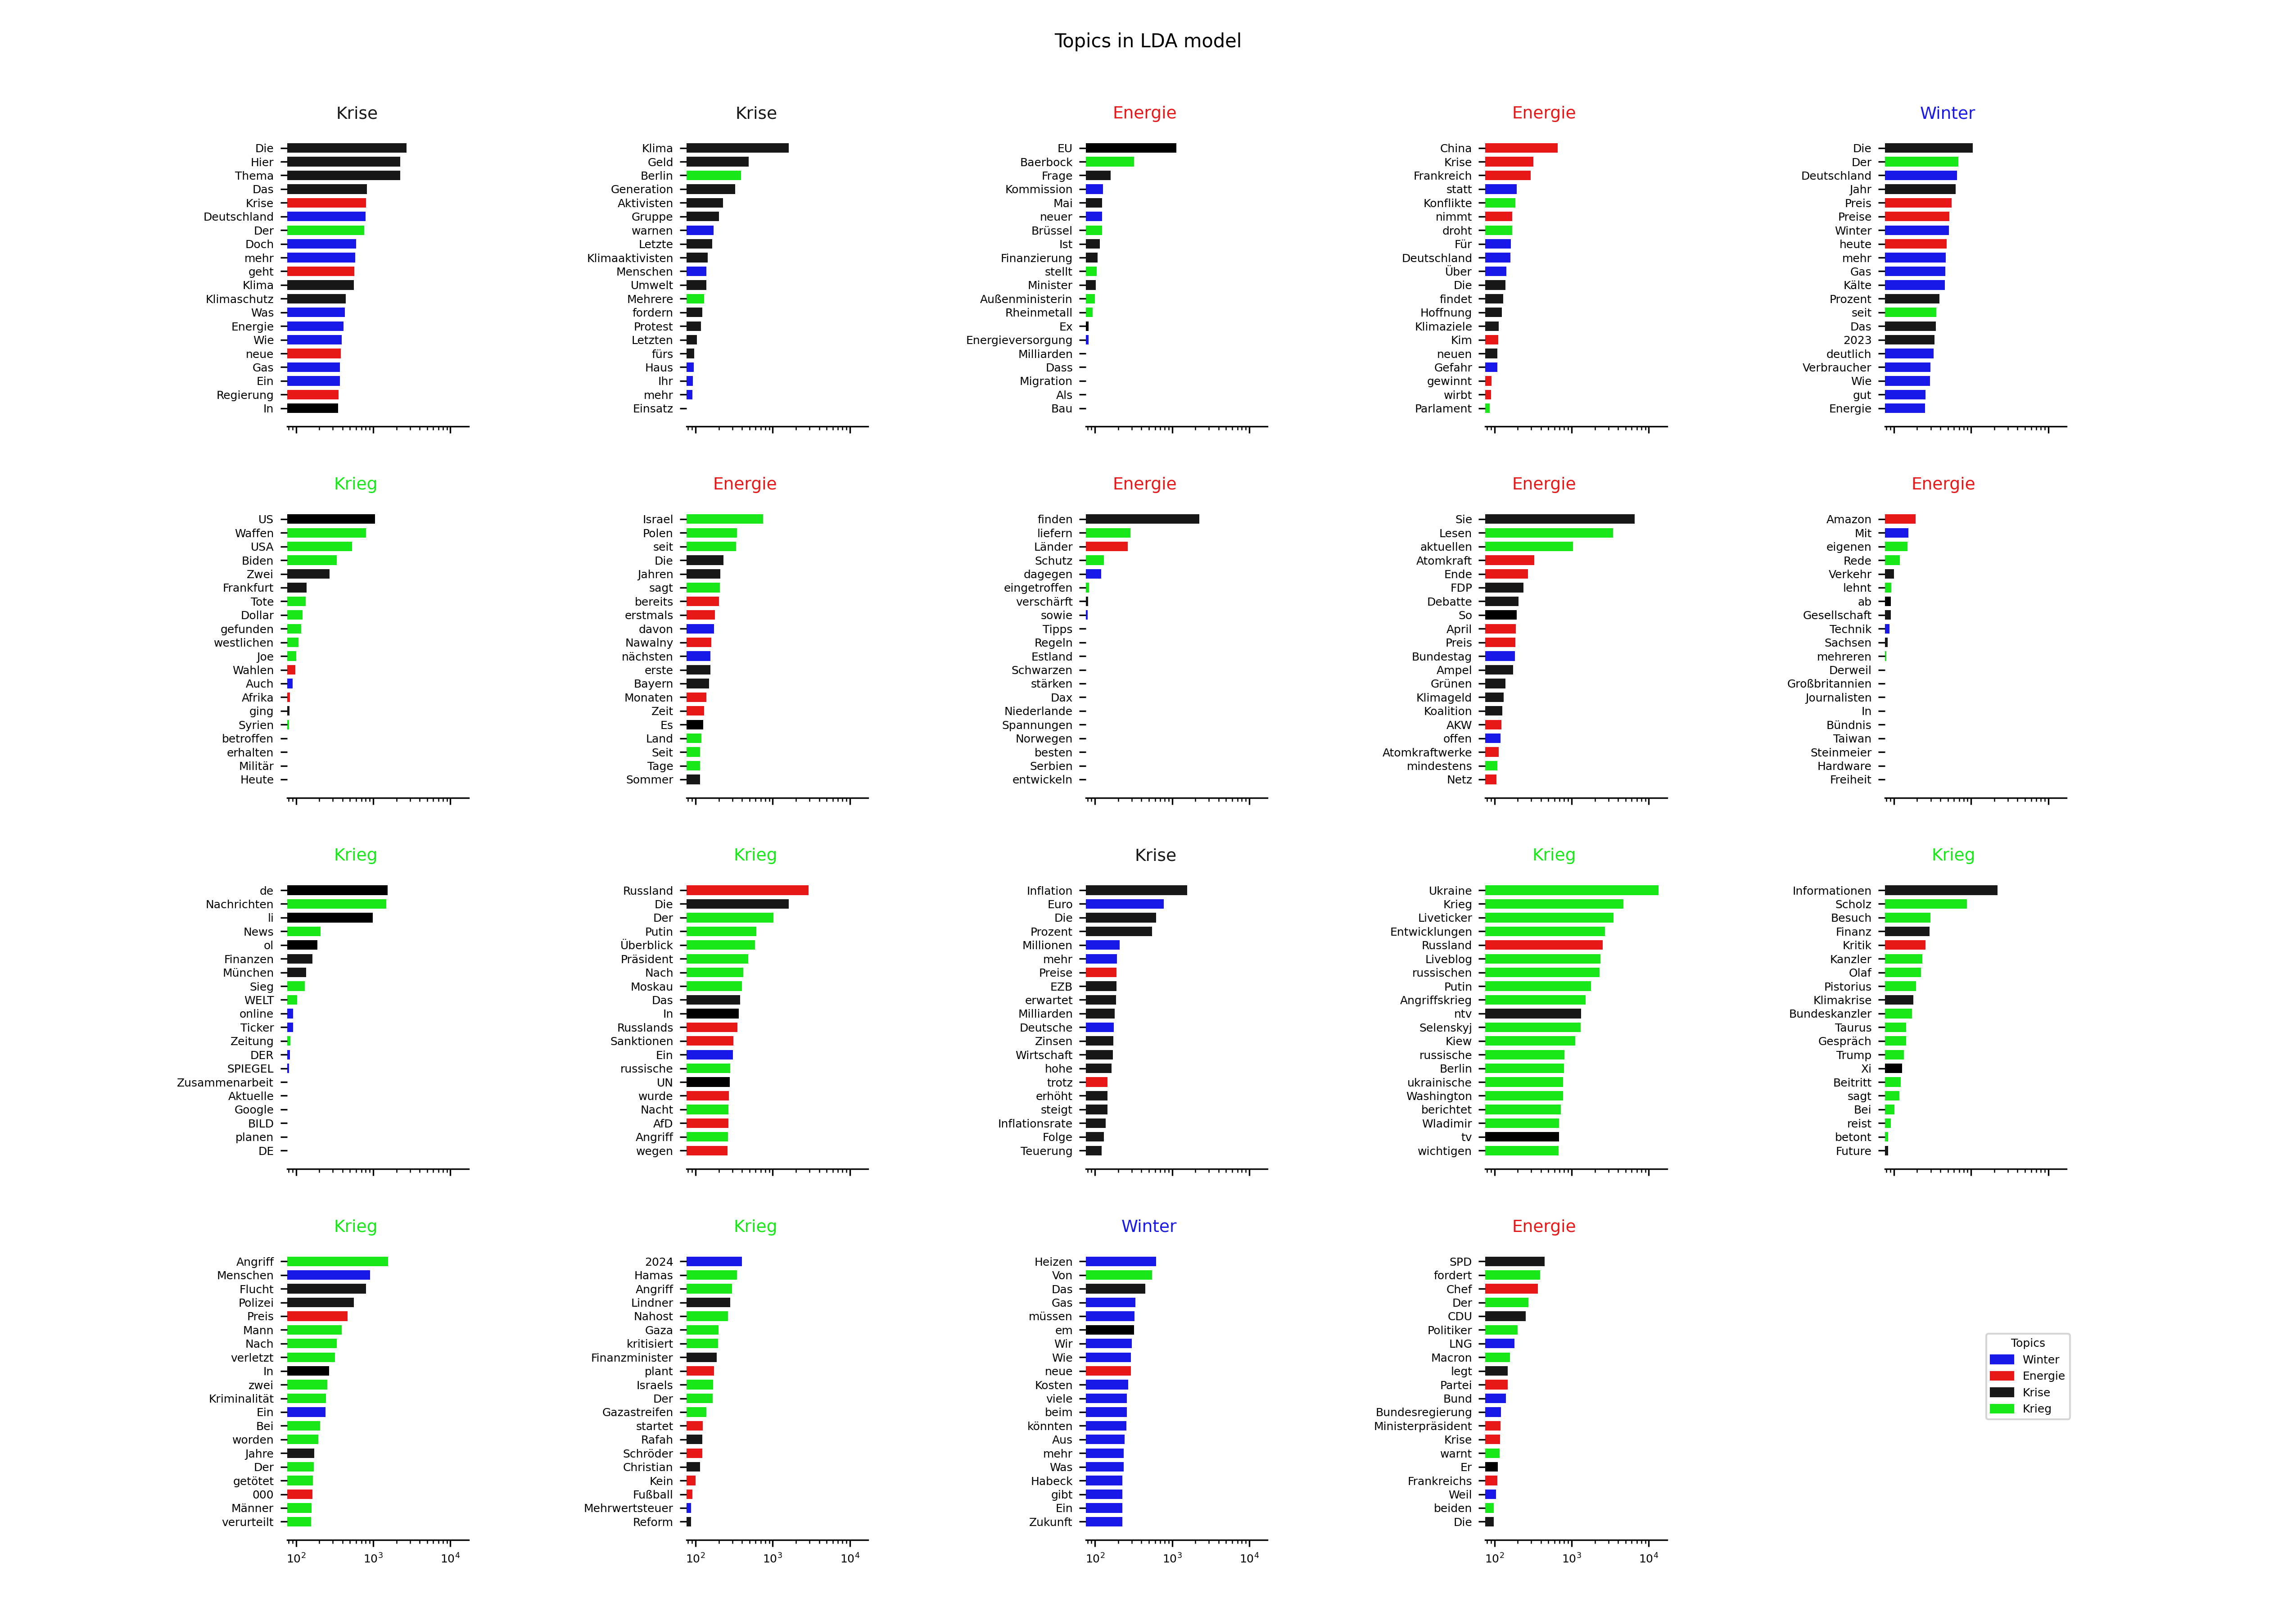 Topics in LDA model
Krise
Die
Hier
Thema
Das
Krise
Deutschland
Der
Doch
mehr
geht
Klima
Klimaschutz
Was
Energie
Wie
neue
Gas
Ein
Regierung
In
Krise
Klima
Geld
Berlin
Generation
Aktivisten
Gruppe
warnen
Letzte
Klimaaktivisten
Menschen
Umwelt
Mehrere
fordern
Protest
Letzten
fürs
Haus
Ihr
mehr
Einsatz
Energie
EU
Baerbock
Frage
Kommission
Mai
neuer
Brüssel
Ist
Finanzierung
stellt
Minister
Außenministerin
Rheinmetall
Ex
Energieversorgung
Milliarden
Dass
Migration
Als
Bau
Energie
China
Krise
Frankreich
statt
Konflikte
nimmt
droht
Für
Deutschland
Über
Die
findet
Hoffnung
Klimaziele
Kim
neuen
Gefahr
gewinnt
wirbt
Parlament
Winter
Die
Der
Deutschland
Jahr
Preis
Preise
Winter
heute
mehr
Gas
Kälte
Prozent
seit
Das
2023
deutlich
Verbraucher
Wie
gut
Energie
Krieg
US
Waffen
USA
Biden
Zwei
Frankfurt
Tote
Dollar
gefunden
westlichen
Joe
Wahlen
Auch
Afrika
ging
Syrien
betroffen
erhalten
Militär
Heute
Energie
Israel
Polen
seit
Die
Jahren
sagt
bereits
erstmals
davon
Nawalny
nächsten
erste
Bayern
Monaten
Zeit
Es
Land
Seit
Tage
Sommer
Energie
finden
liefern
Länder
Schutz
dagegen
eingetroffen
verschärft
sowie
Tipps
Regeln
Estland
Schwarzen
stärken
Dax
Niederlande
Spannungen
Norwegen
besten
Serbien
entwickeln
Energie
Sie
Lesen
aktuellen
Atomkraft
Ende
FDP
Debatte
So
April
Preis
Bundestag
Ampel
Grünen
Klimageld
Koalition
AKW
offen
Atomkraftwerke
mindestens
Netz
Energie
Amazon
Mit
eigenen
Rede
Verkehr
lehnt
ab
Gesellschaft
Technik
Sachsen
mehreren
Derweil
Großbritannien
Journalisten
In
Bündnis
Taiwan
Steinmeier
Hardware
Freiheit
Krieg
de
Nachrichten
li
News
ol
Finanzen
München
Sieg
WELT
online
Ticker
Zeitung
DER
SPIEGEL
Zusammenarbeit
Aktuelle
Google
BILD
planen
DE
Krieg
Russland
Die
Der
Putin
Überblick
Präsident
Nach
Moskau
Das
In
Russlands
Sanktionen
Ein
russische
UN
wurde
Nacht
AfD
Angriff
wegen
Krise
Inflation
Euro
Die
Prozent
Millionen
mehr
Preise
EZB
erwartet
Milliarden
Deutsche
Zinsen
Wirtschaft
hohe
trotz
erhöht
steigt
Inflationsrate
Folge
Teuerung
Krieg
Ukraine
Krieg
Liveticker
Entwicklungen
Russland
Liveblog
russischen
Putin
Angriffskrieg
ntv
Selenskyj
Kiew
russische
Berlin
ukrainische
Washington
berichtet
Wladimir
tv
wichtigen
Krieg
Informationen
Scholz
Besuch
Finanz
Kritik
Kanzler
Olaf
Pistorius
Klimakrise
Bundeskanzler
Taurus
Gespräch
Trump
Xi
Beitritt
sagt
Bei
reist
betont
Future
Krieg
Angriff
Menschen
Flucht
Polizei
Preis
Mann
Nach
verletzt
In
zwei
Kriminalität
Ein
Bei
worden
Jahre
Der
getötet
000
Männer
verurteilt
10² 10³ 10⁴
Krieg
2024
Hamas
Angriff
Lindner
Nahost
Gaza
kritisiert
Finanzminister
plant
Israels
Der
Gazastreifen
startet
Rafah
Schröder
Christian
Kein
Fußball
Mehrwertsteuer
Reform
10² 10³ 10⁴
Winter
Heizen
Von
Das
Gas
müssen
em
Wir
Wie
neue
Kosten
viele
beim
könnten
Aus
mehr
Was
Habeck
gibt
Ein
Zukunft
10² 10³ 10⁴
Energie
SPD
fordert
Chef
Der
CDU
Politiker
LNG
Macron
legt
Partei
Bund
Bundesregierung
Ministerpräsident
Krise
warnt
Er
Frankreichs
Weil
beiden
Die
10² 10³ 10⁴
Topics
Winter
Energie
Krise
Krieg